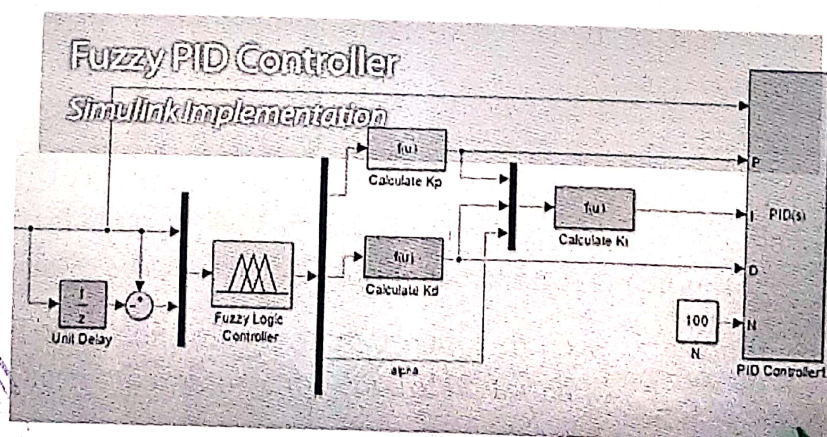 Fuzzy PID Controller
Simulink Implementation
f(u)
Calculate Kp
P
f(u)
Calculate Ki
I
PID(s)
f(u)
Calculate Kd
D
1
z
Unit Delay
Fuzzy Logic
Controller
100
N
N
alpha
PID Controller1